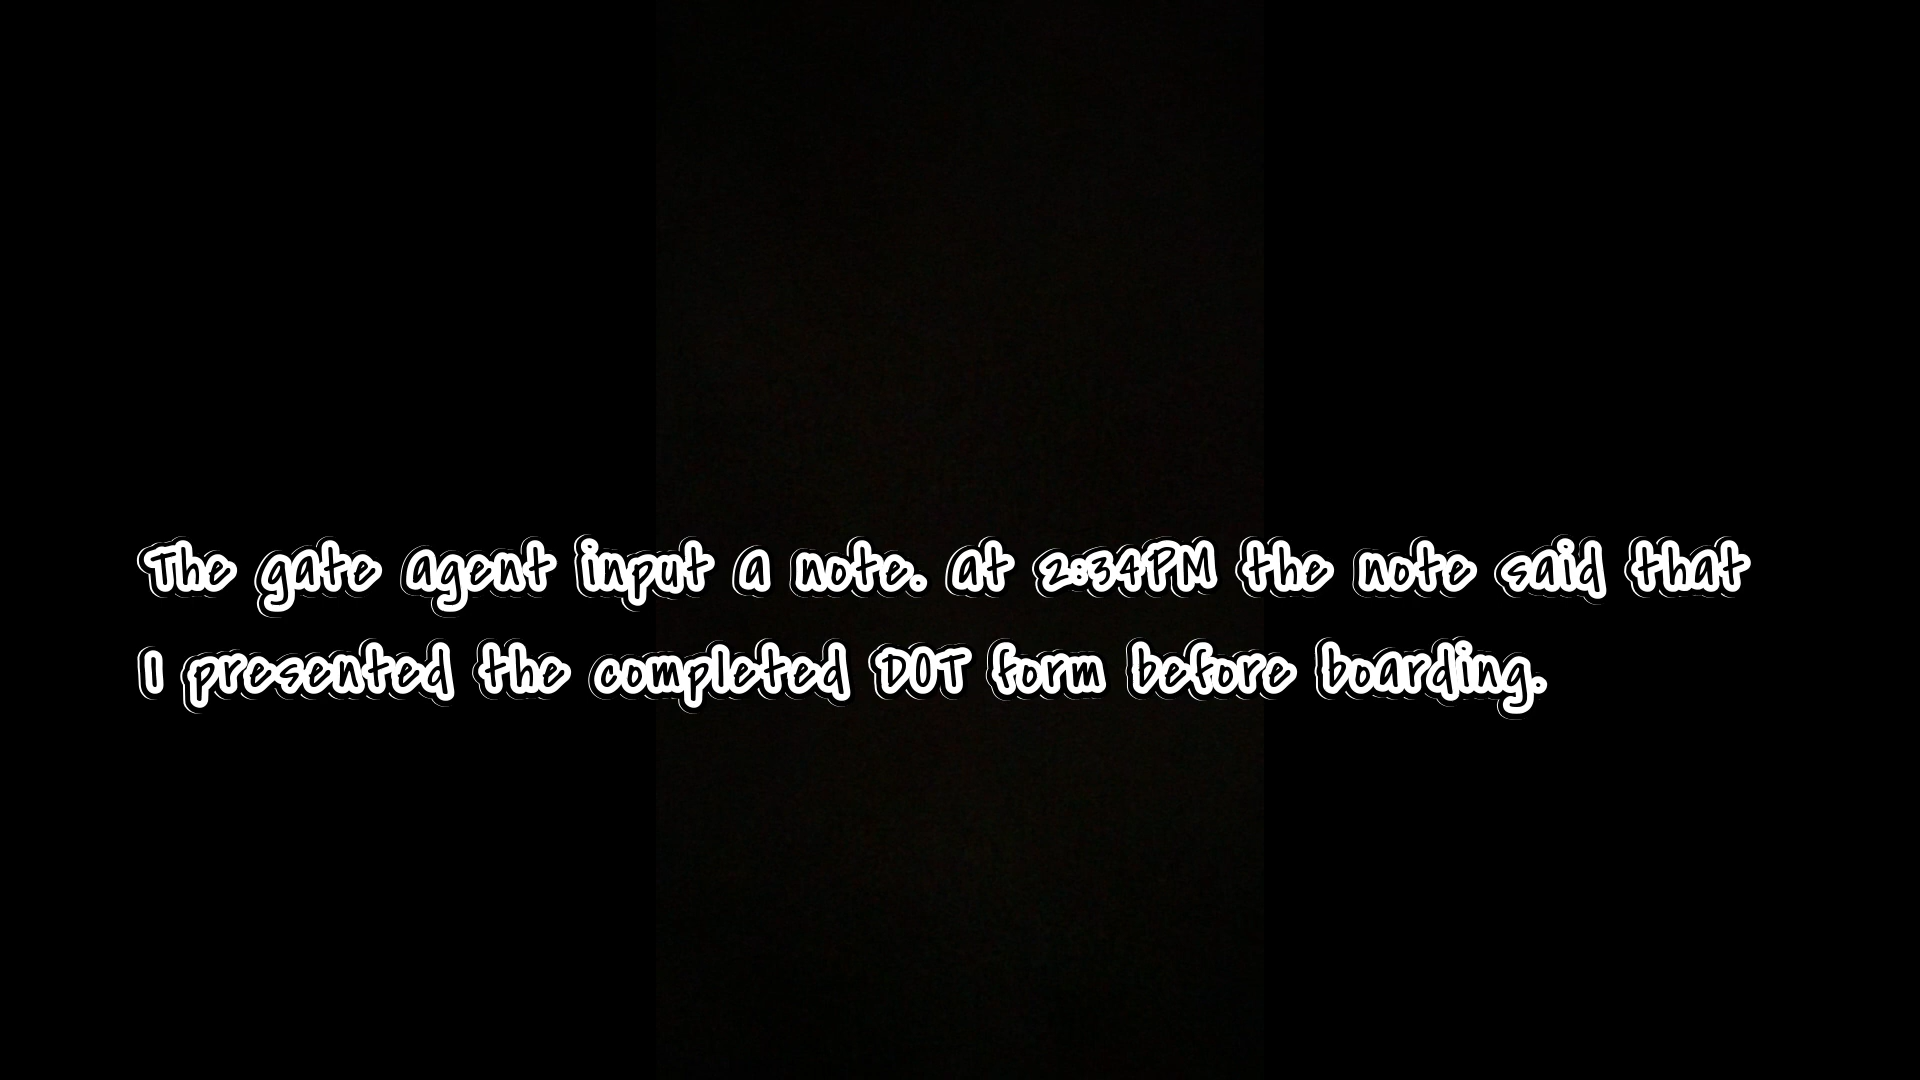 The gate agent input a note. at 2:34PM the note said that
I presented the completed DOT form before boarding.